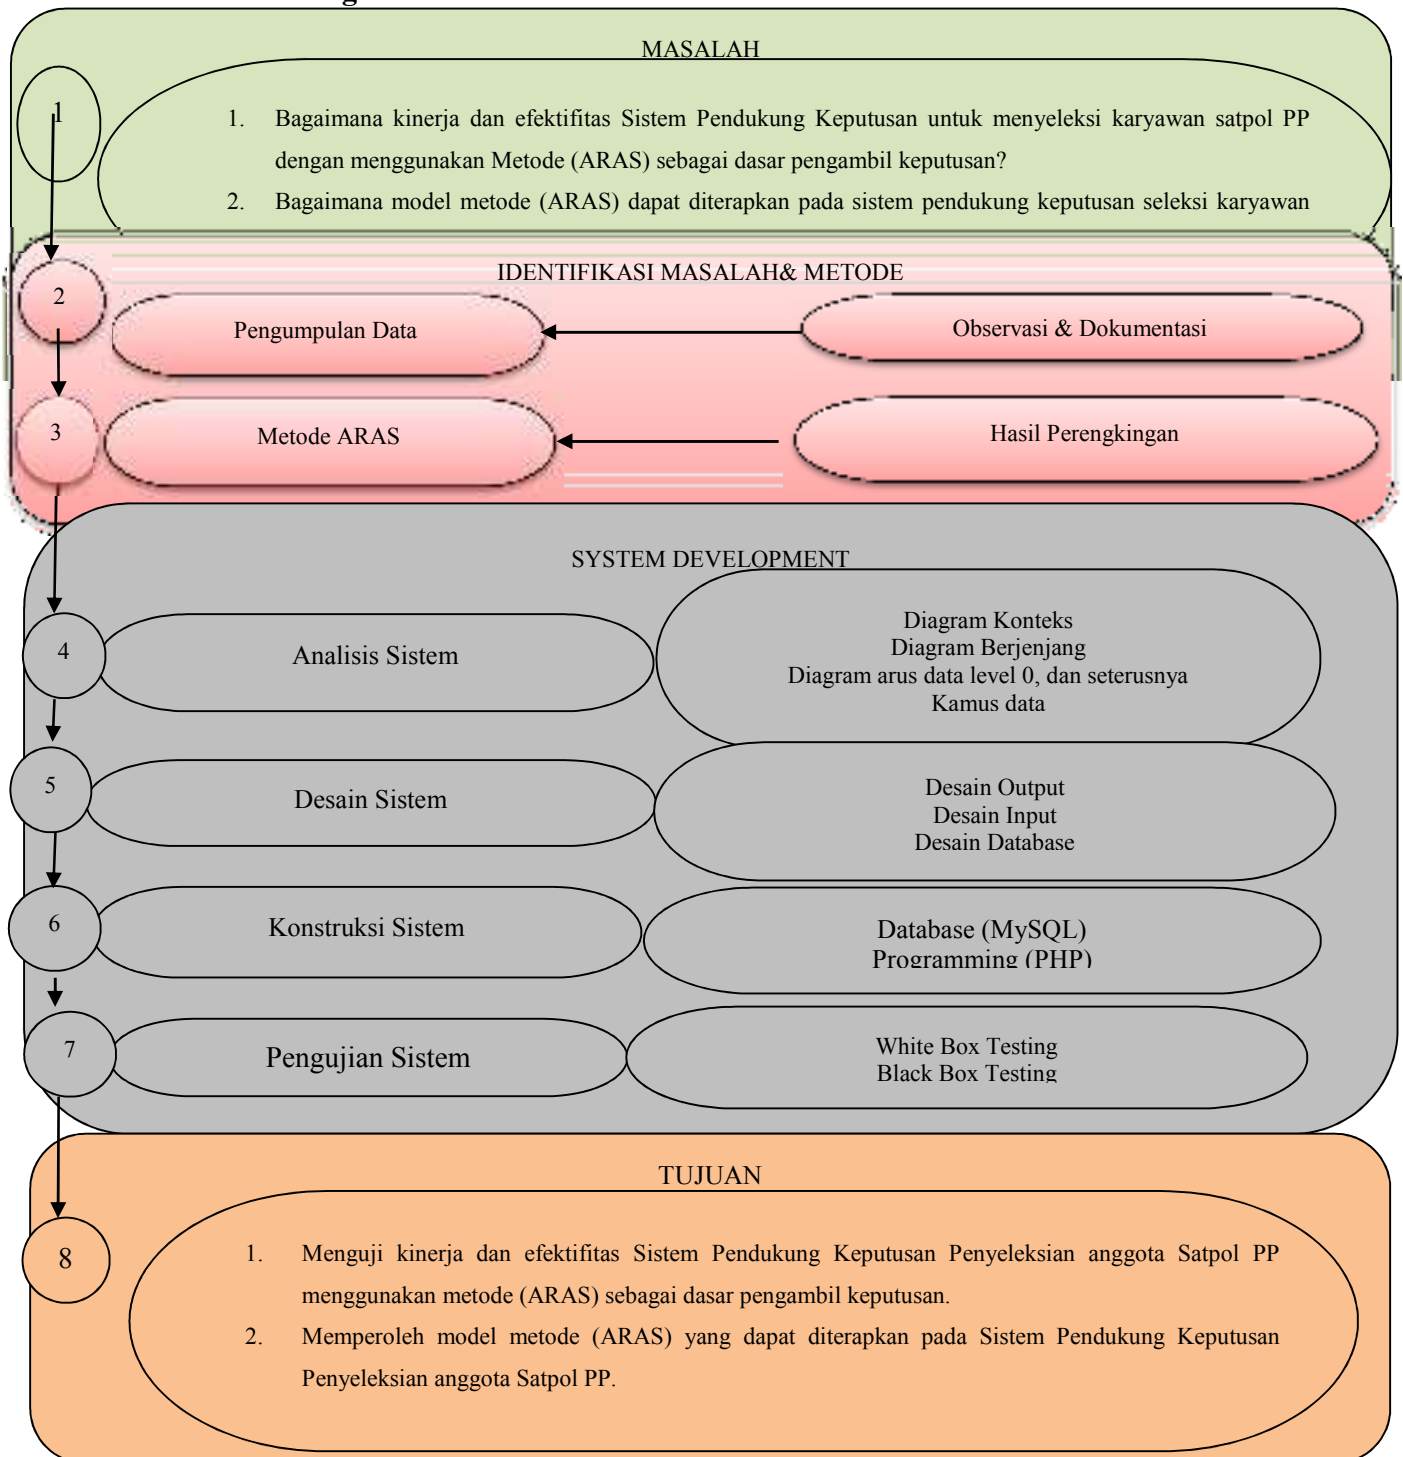 MASALAH
1
1. Bagaimana kinerja dan efektifitas Sistem Pendukung Keputusan untuk menyeleksi karyawan satpol PP
dengan menggunakan Metode (ARAS) sebagai dasar pengambil keputusan?
2. Bagaimana model metode (ARAS) dapat diterapkan pada sistem pendukung keputusan seleksi karyawan
IDENTIFIKASI MASALAH& METODE
2
Pengumpulan Data
Observasi & Dokumentasi
3
Metode ARAS
Hasil Perengkingan
SYSTEM DEVELOPMENT
4
Analisis Sistem
Diagram Konteks
Diagram Berjenjang
Diagram arus data level 0, dan seterusnya
Kamus data
5
Desain Sistem
Desain Output
Desain Input
Desain Database
6
Konstruksi Sistem
Database (MySQL)
Programming (PHP)
7
Pengujian Sistem
White Box Testing
Black Box Testing
TUJUAN
8
1. Menguji kinerja dan efektifitas Sistem Pendukung Keputusan Penyeleksian anggota Satpol PP
menggunakan metode (ARAS) sebagai dasar pengambil keputusan.
2. Memperoleh model metode (ARAS) yang dapat diterapkan pada Sistem Pendukung Keputusan
Penyeleksian anggota Satpol PP.